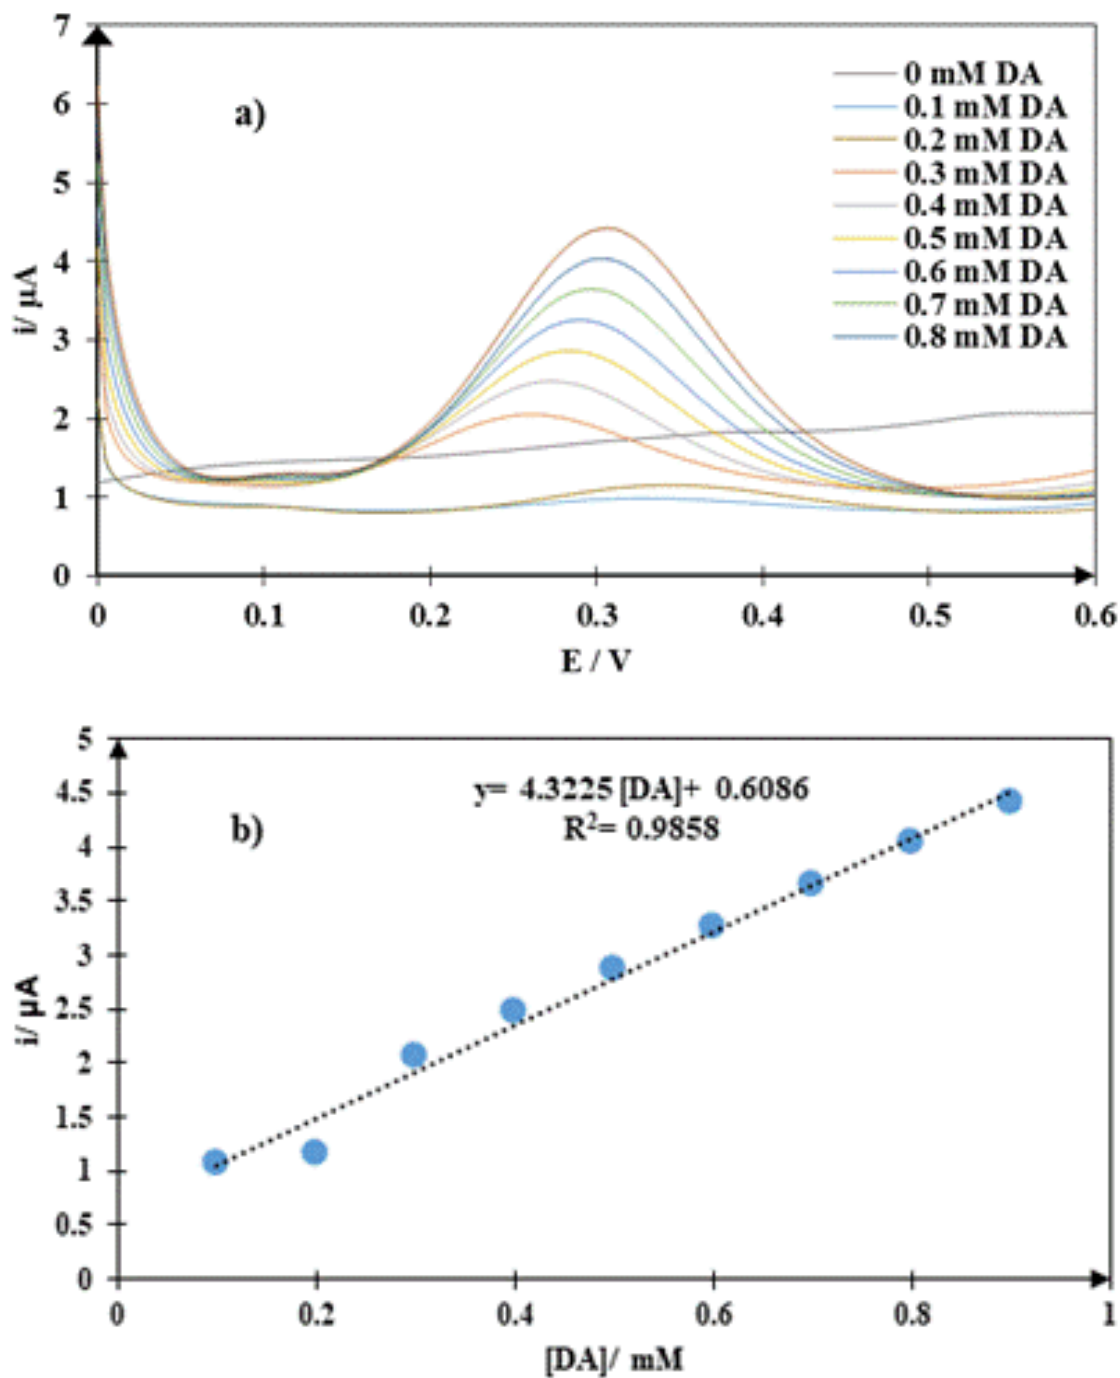 7
6
5
4
3
2
1
0
i/ μA
a)
0 mM DA
0.1 mM DA
0.2 mM DA
0.3 mM DA
0.4 mM DA
0.5 mM DA
0.6 mM DA
0.7 mM DA
0.8 mM DA
0 0.1 0.2 0.3 0.4 0.5 0.6
E / V
5
4.5
4
3.5
3
2.5
2
1.5
1
0.5
0
i/ μA
b)
y= 4.3225 [DA]+ 0.6086
R²= 0.9858
0 0.2 0.4 0.6 0.8 1
[DA]/ mM